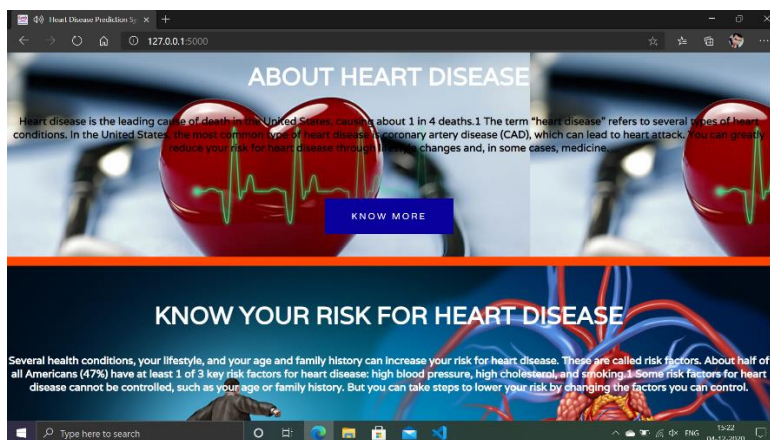 Heart Disease Prediction Sy
127.0.0.1:5000
ABOUT HEART DISEASE
Heart disease is the leading cause of death in the United States, causing about 1 in 4 deaths.1 The term "heart disease" refers to several types of heart
conditions. In the United States, the most common type of heart disease is coronary artery disease (CAD), which can lead to heart attack. You can greatly
reduce your risk for heart disease through lifestyle changes and, in some cases, medicine.
KNOW MORE
KNOW YOUR RISK FOR HEART DISEASE
Several health conditions, your lifestyle, and your age and family history can increase your risk for heart disease. These are called risk factors. About half of
all Americans (47%) have at least 1 of 3 key risk factors for heart disease: high blood pressure, high cholesterol, and smoking.1 Some risk factors for heart
disease cannot be controlled, such as your age or family history. But you can take steps to lower your risk by changing the factors you can control.
Type here to search
ENG
15:22
04-12-2020